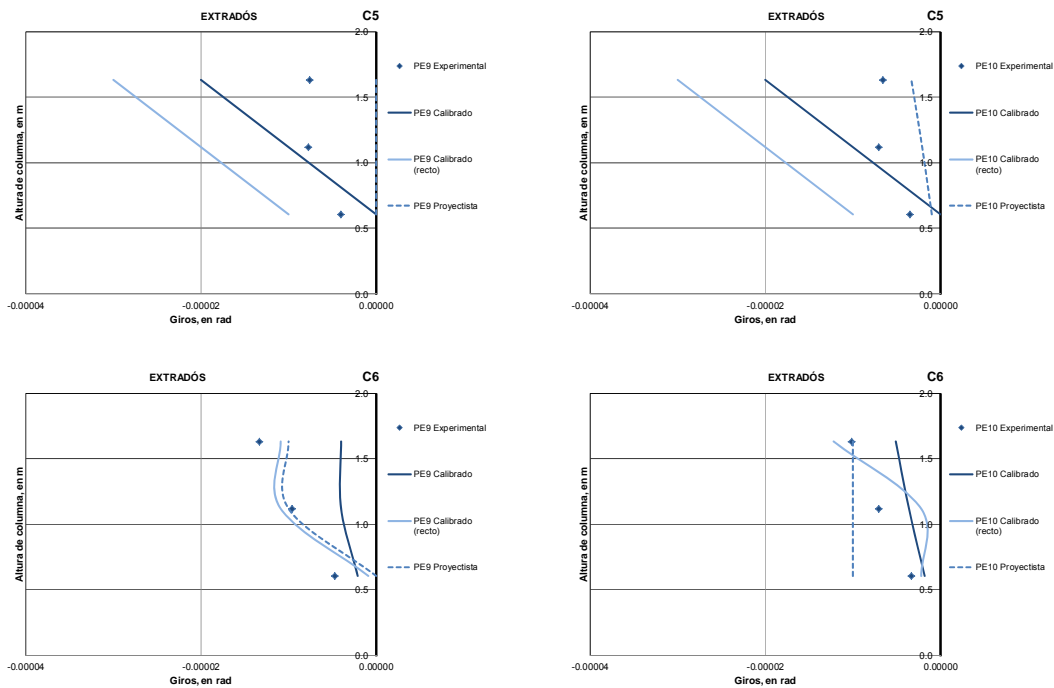 EXTRADÓS
C5
2.0
1.5
1.0
0.5
0.0
-0.00004
-0.00002
0.00000
Altura de columna, en m
Giros, en rad
PE9 Experimental
PE9 Calibrado
PE9 Calibrado
(recto)
PE9 Proyectista
EXTRADÓS
C5
2.0
1.5
1.0
0.5
0.0
-0.00004
-0.00002
0.00000
Altura de columna, en m
Giros, en rad
PE10 Experimental
PE10 Calibrado
PE10 Calibrado
(recto)
PE10 Proyectista
EXTRADÓS
C6
2.0
1.5
1.0
0.5
0.0
-0.00004
-0.00002
0.00000
Altura de columna, en m
Giros, en rad
PE9 Experimental
PE9 Calibrado
PE9 Calibrado
(recto)
PE9 Proyectista
EXTRADÓS
C6
2.0
1.5
1.0
0.5
0.0
-0.00004
-0.00002
0.00000
Altura de columna, en m
Giros, en rad
PE10 Experimental
PE10 Calibrado
PE10 Calibrado
(recto)
PE10 Proyectista